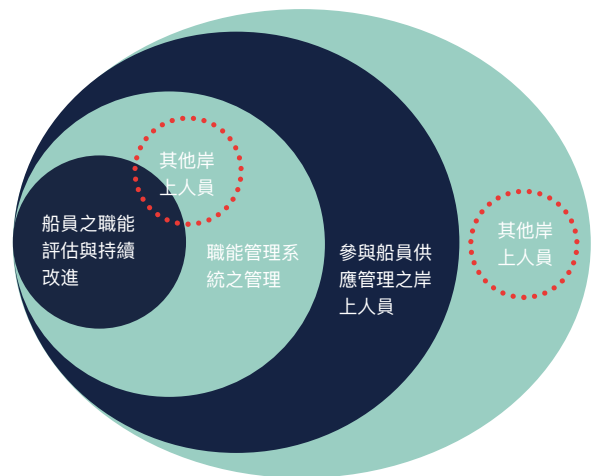 其他岸
上人員
船員之職能
評估與持續
改進
職能管理系
統之管理
參與船員供
應管理之岸
上人員
其他岸
上人員